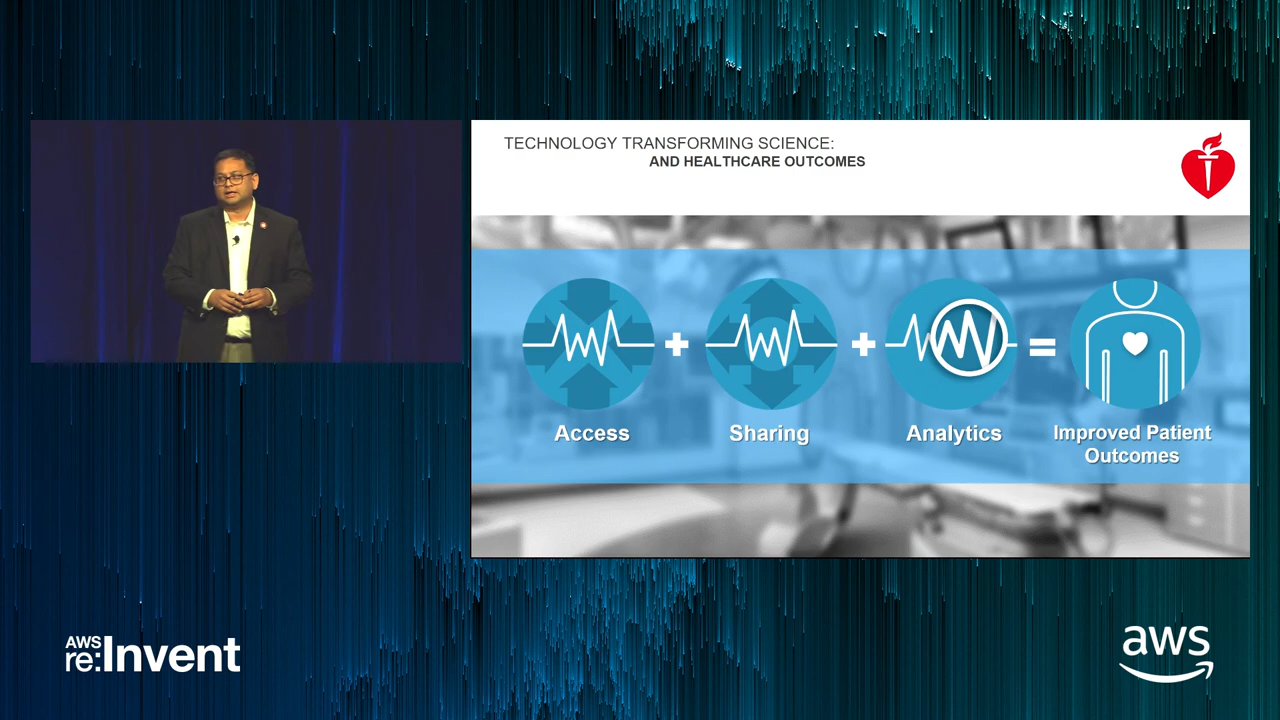 TECHNOLOGY TRANSFORMING SCIENCE:
AND HEALTHCARE OUTCOMES
Access
Sharing
Analytics
Improved Patient
Outcomes
AWS
re:Invent
aws